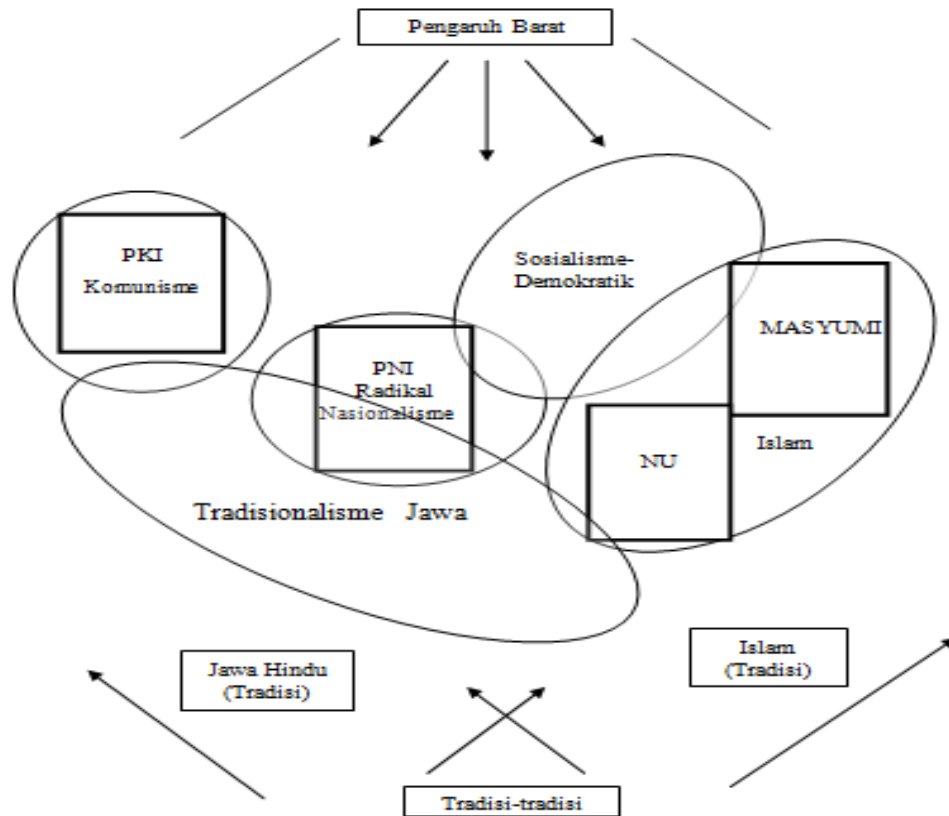 Pengaruh Barat
PKI
Komunisme
Sosialisme-
Demokratik
MASYUMI
PNI
Radikal
Nasionalisme
NU
Islam
Tradisionalisme Jawa
Jawa Hindu
(Tradisi)
Islam
(Tradisi)
Tradisi-tradisi